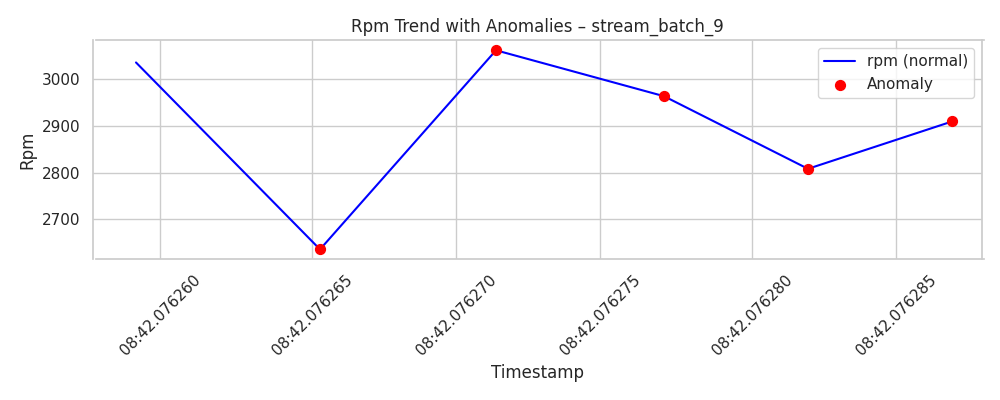 Rpm Trend with Anomalies – stream_batch_9
rpm (normal)
Anomaly
Rpm
3000
2900
2800
2700
08:42.076260
08:42.076265
08:42.076270
08:42.076275
08:42.076280
08:42.076285
Timestamp